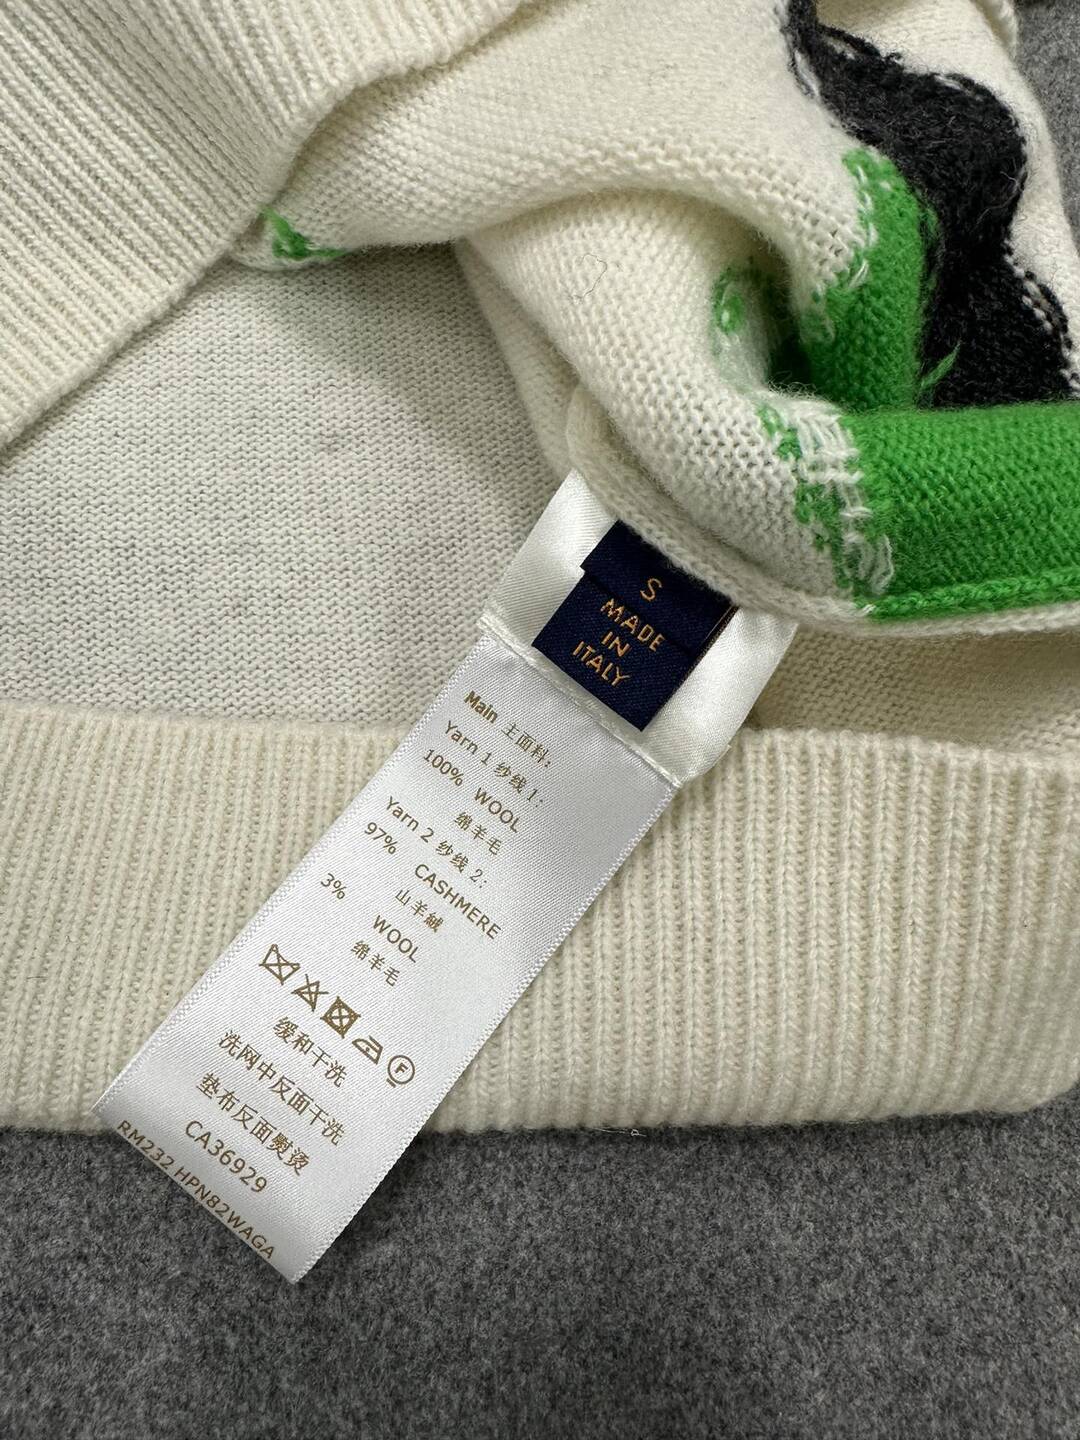 S
MADE
IN
ITALY
Main 主面料:
Yarn 1 纱线1:
100% WOOL
绵羊毛
Yarn 2 纱线2:
97% CASHMERE
山羊絨
3% WOOL
绵羊毛
F
缓和干洗
洗网中反面干洗
垫布反面熨烫
CA36929
RM232 HPN82WAGA